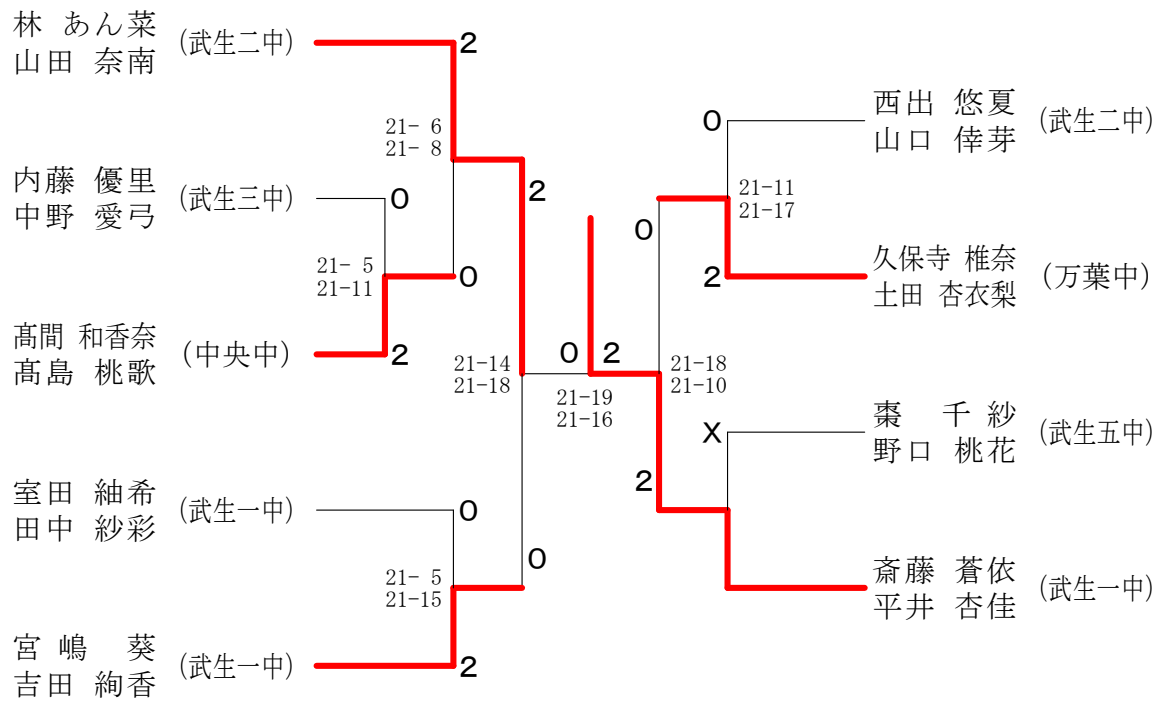 林 あん菜
山田 奈南
(武生二中)
2
21- 6
21- 8
内藤 優里
中野 愛弓
(武生三中)
0
21- 5
21-11
0
髙間 和香奈
髙島 桃歌
(中央中)
2
2
21-14
21-18
室田 紬希
田中 紗彩
(武生一中)
0
21- 5
21-15
0
宮嶋 葵
吉田 絢香
(武生一中)
2
0
2
21-19
21-16
西出 悠夏
山口 倖芽
(武生二中)
0
21-11
21-17
0
久保寺 椎奈
土田 杏衣梨
(万葉中)
2
21-18
21-10
棗 千紗
野口 桃花
(武生五中)
X
2
斎藤 蒼依
平井 杏佳
(武生一中)